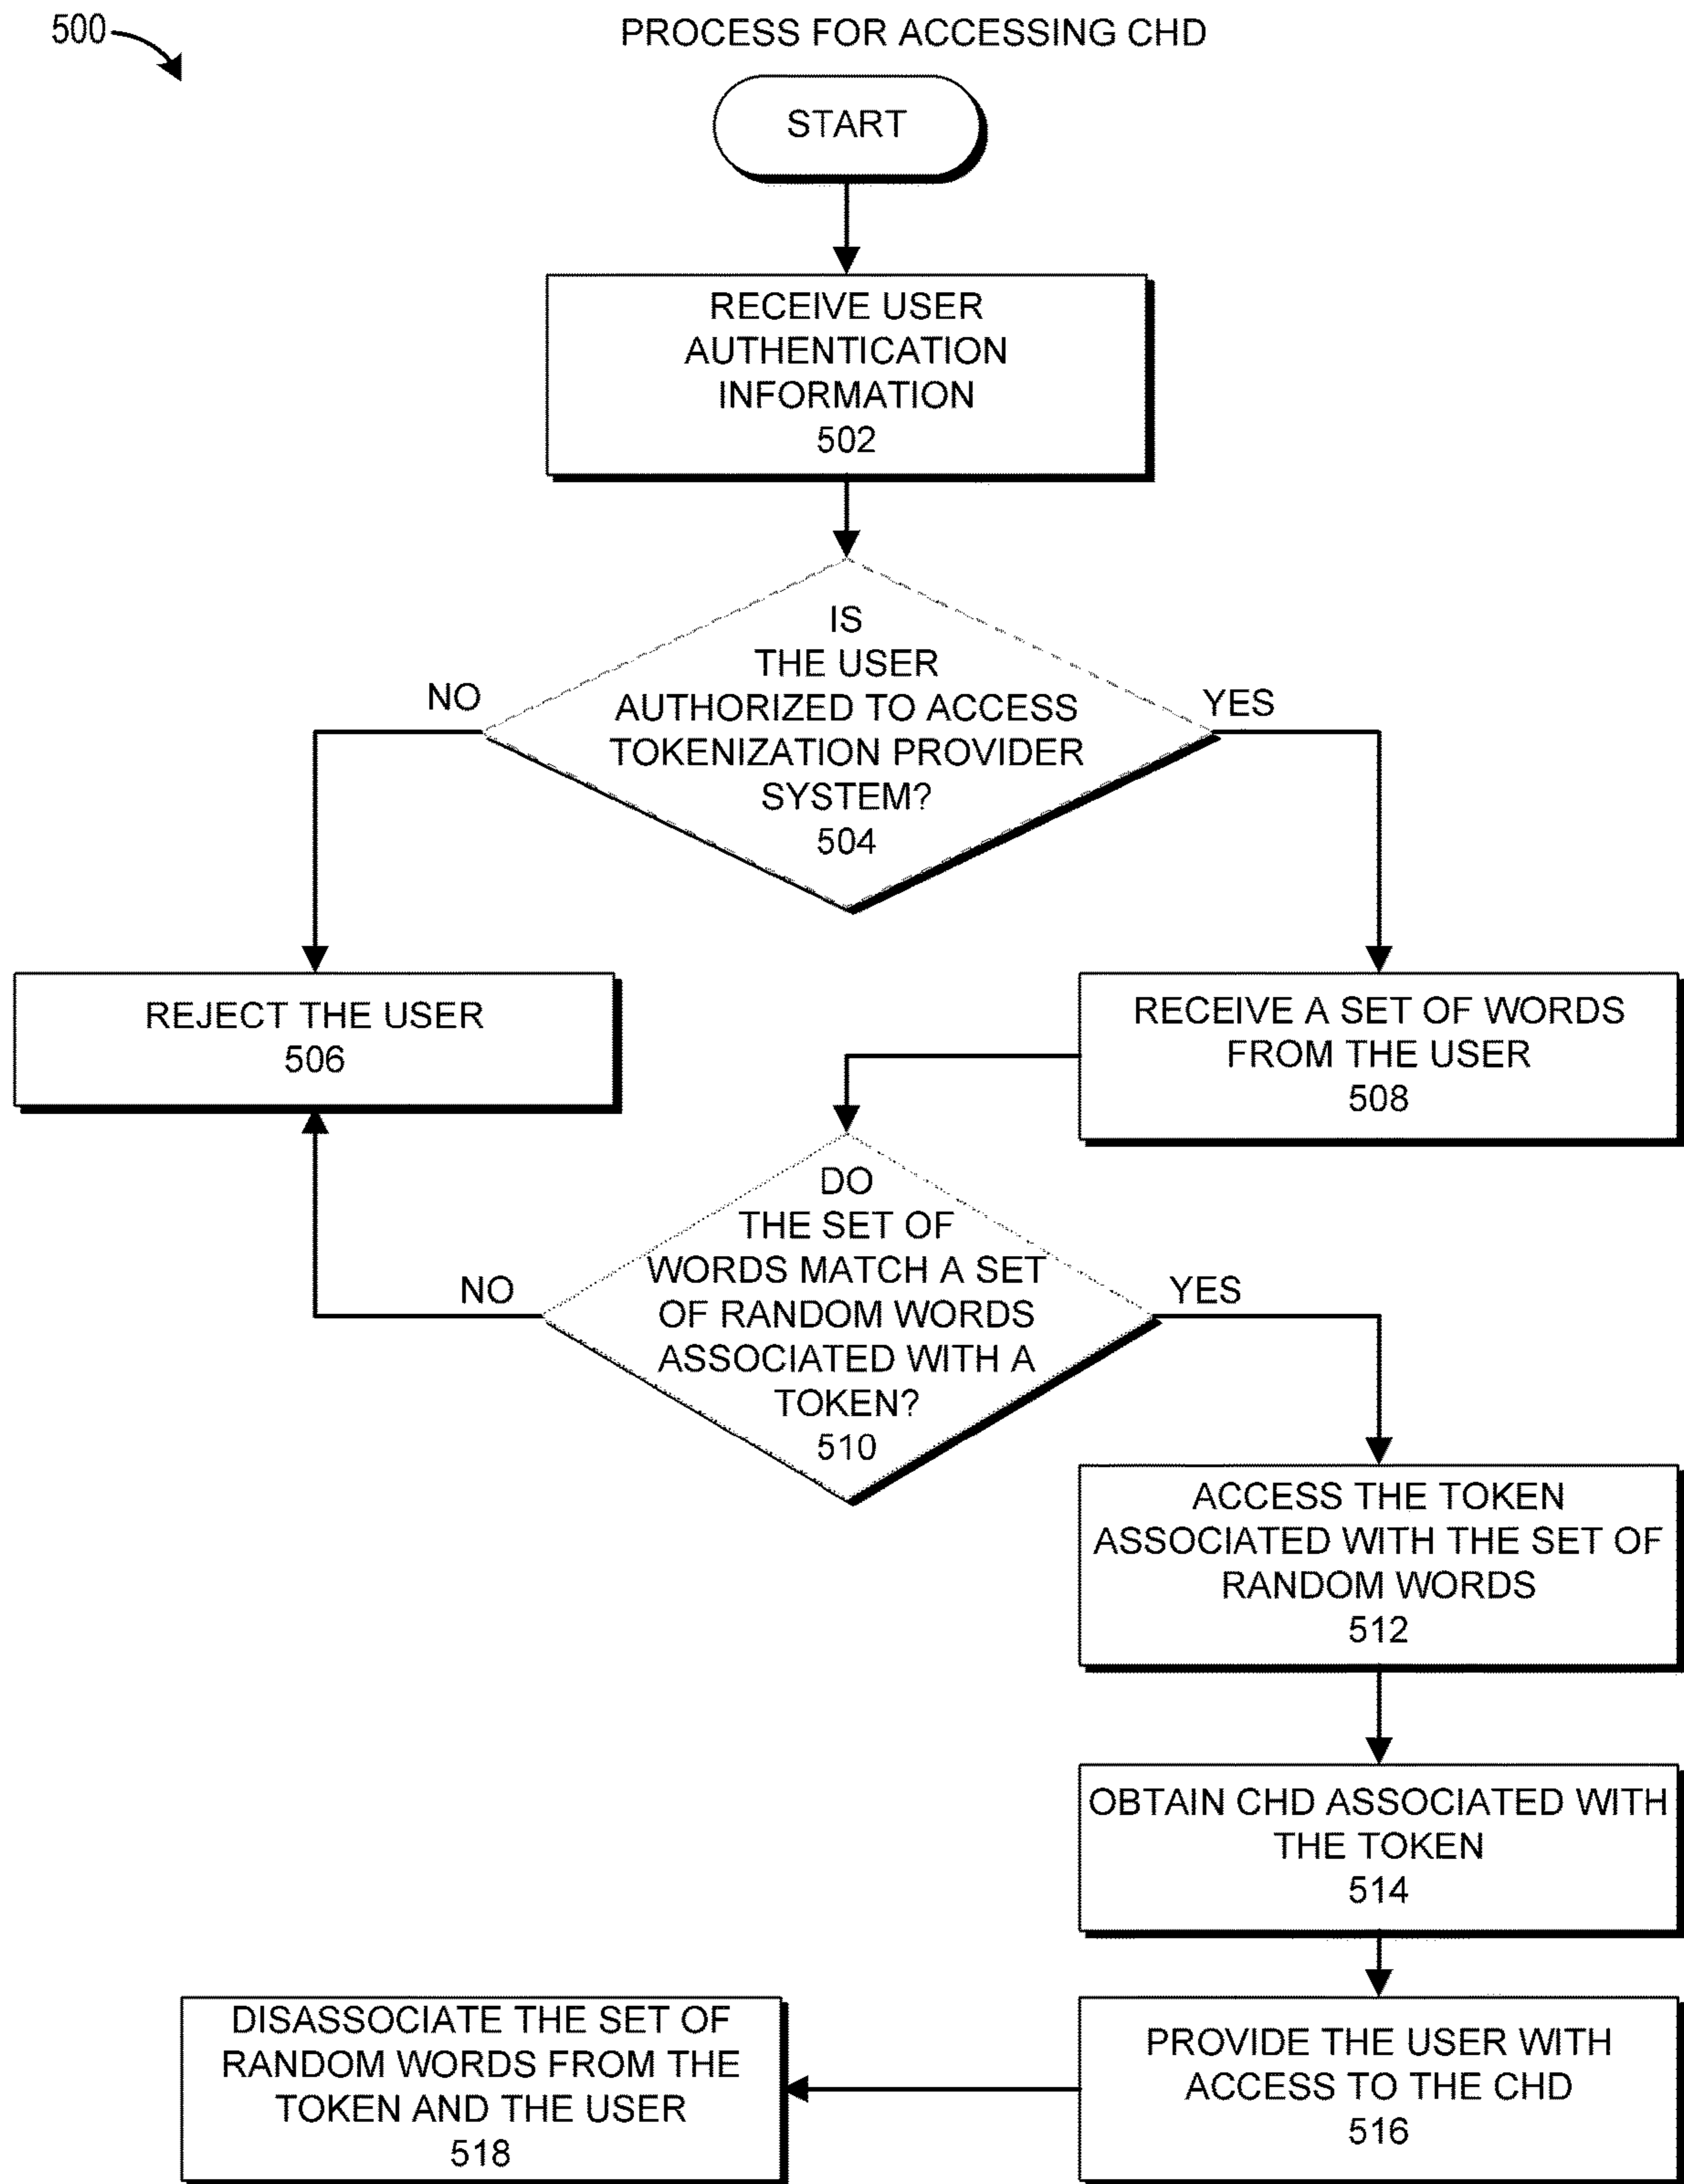 500
PROCESS FOR ACCESSING CHD
START
RECEIVE USER
AUTHENTICATION
INFORMATION
502
IS
THE USER
AUTHORIZED TO ACCESS
TOKENIZATION PROVIDER
SYSTEM?
504
NO
YES
REJECT THE USER
506
RECEIVE A SET OF WORDS
FROM THE USER
508
DO
THE SET OF
WORDS MATCH A SET
OF RANDOM WORDS
ASSOCIATED WITH A
TOKEN?
510
NO
YES
ACCESS THE TOKEN
ASSOCIATED WITH THE SET OF
RANDOM WORDS
512
OBTAIN CHD ASSOCIATED WITH
THE TOKEN
514
PROVIDE THE USER WITH
ACCESS TO THE CHD
516
DISASSOCIATE THE SET OF
RANDOM WORDS FROM THE
TOKEN AND THE USER
518